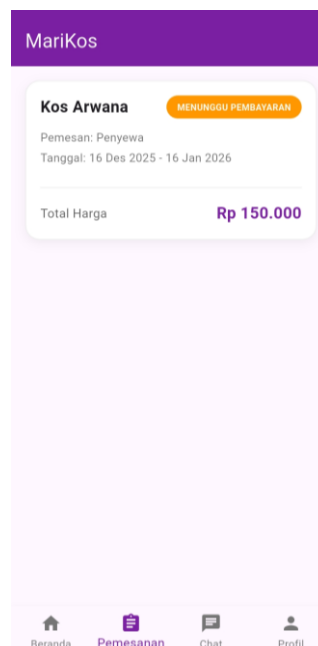 MariKos
Kos Arwana
MENUNGGU PEMBAYARAN
Pemesan: Penyewa
Tanggal: 16 Des 2025 - 16 Jan 2026
Total Harga
Rp 150.000
Beranda
Pemesanan
Chat
Profil